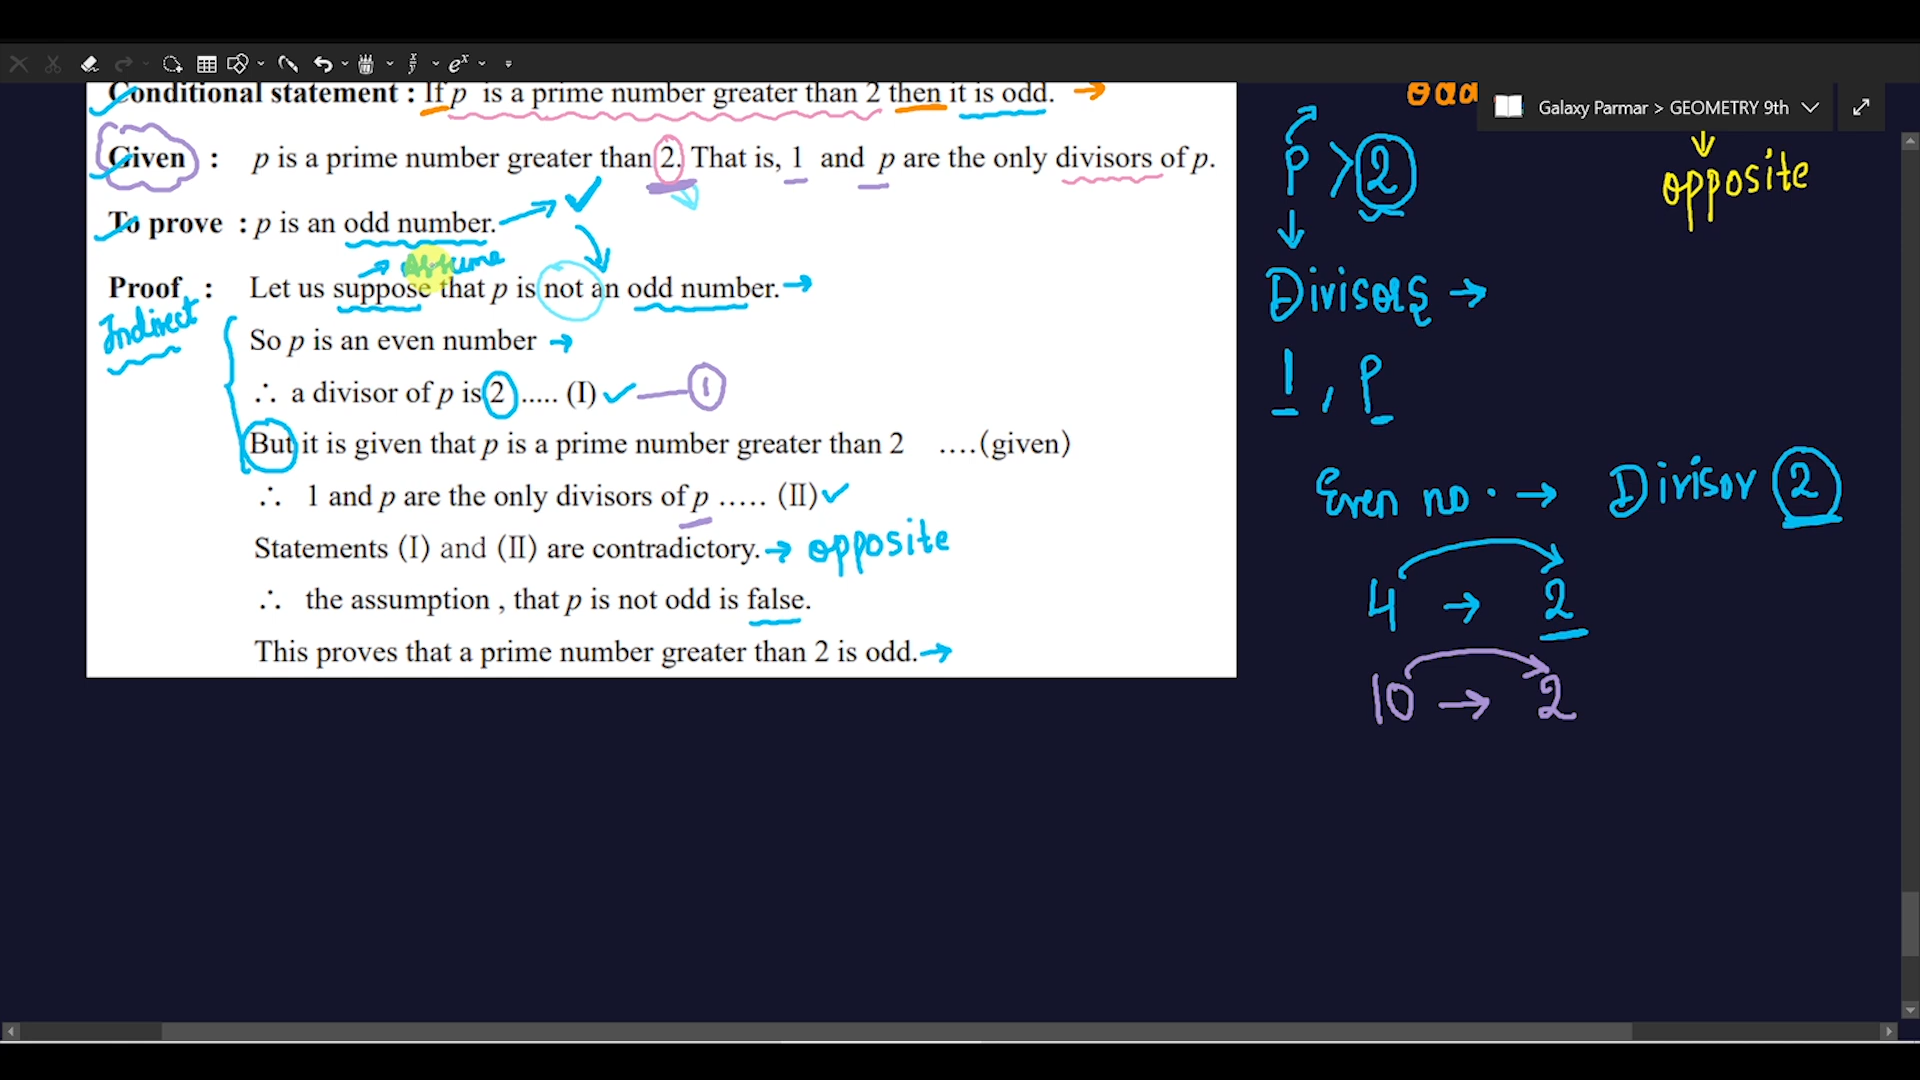 Conditional statement : If p is a prime number greater than 2 then it is odd.
Given : p is a prime number greater than 2. That is, 1 and p are the only divisors of p.
To prove : p is an odd number.
Assume
Proof : Let us suppose that p is not an odd number.
Indirect
So p is an even number
∴ a divisor of p is 2 ..... (I) 1
But it is given that p is a prime number greater than 2 ....(given)
∴ 1 and p are the only divisors of p ..... (II)
Statements (I) and (II) are contradictory. → opposite
∴ the assumption , that p is not odd is false.
This proves that a prime number greater than 2 is odd.
odd
Galaxy Parmar > GEOMETRY 9th
opposite
p > 2
Divisors →
1 , p
Even no. → Divisor 2
4 → 2
10 → 2